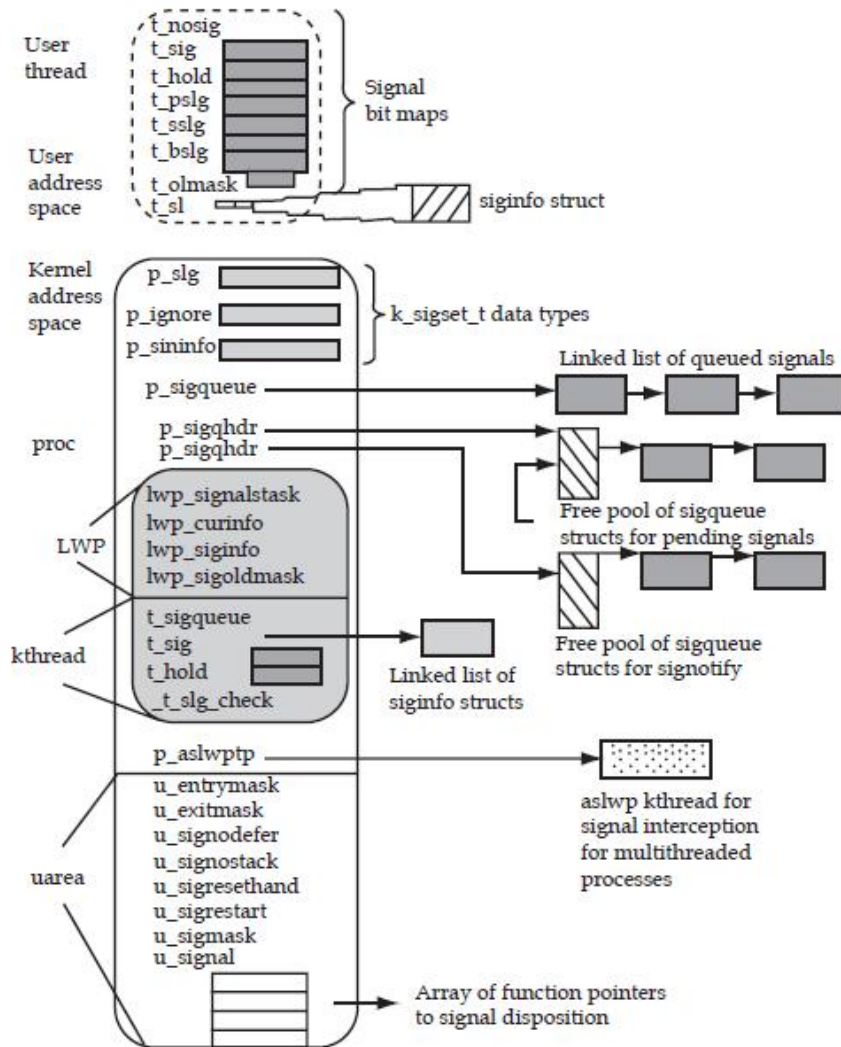 User
thread
t_nosig
t_sig
t_hold
t_pslg
t_sslg
t_bslg
Signal
bit maps
User
address
space
t_olmask
t_sl
siginfo struct
Kernel
address
space
p_slg
p_ignore
p_sininfo
k_sigset_t data types
p_sigqueue
Linked list of queued signals
proc
p_sigqhdr
p_sigqhdr
Free pool of sigqueue
structs for pending signals
LWP
lwp_signalstask
lwp_curinfo
lwp_siginfo
lwp_sigoldmask
kthread
t_sigqueue
t_sig
t_hold
_t_slg_check
Linked list of
siginfo structs
Free pool of sigqueue
structs for signotify
p_aslwptp
aslwp kthread for
signal interception
for multithreaded
processes
uarea
u_entrymask
u_exitmask
u_signodefer
u_signostack
u_sigresethand
u_sigrestart
u_sigmask
u_signal
Array of function pointers
to signal disposition